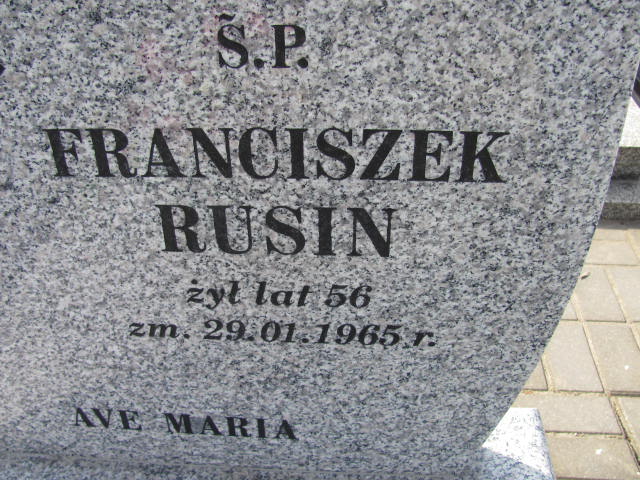 Ś.P.
FRANCISZEK
RUSIN
żył lat 56
zm. 29.01.1965 r.
AVE MARIA